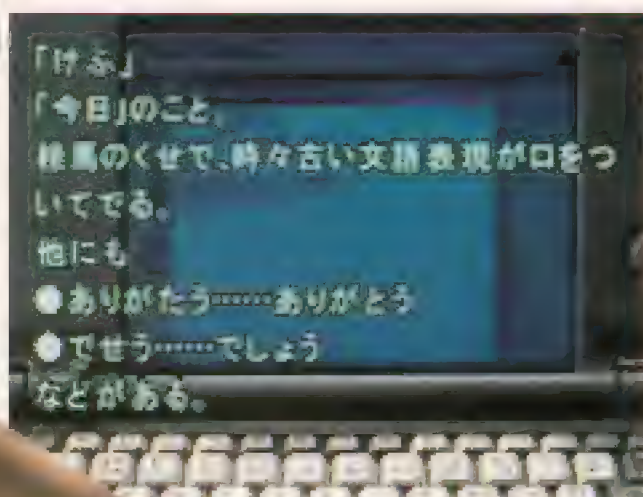 「けふ」
「今日」のこと。
絵馬のくせで、時々古い文語表現が口をつ
いてでる。
他にも
●ありがたう……ありがとう
●でせう……でしょう
などがある。